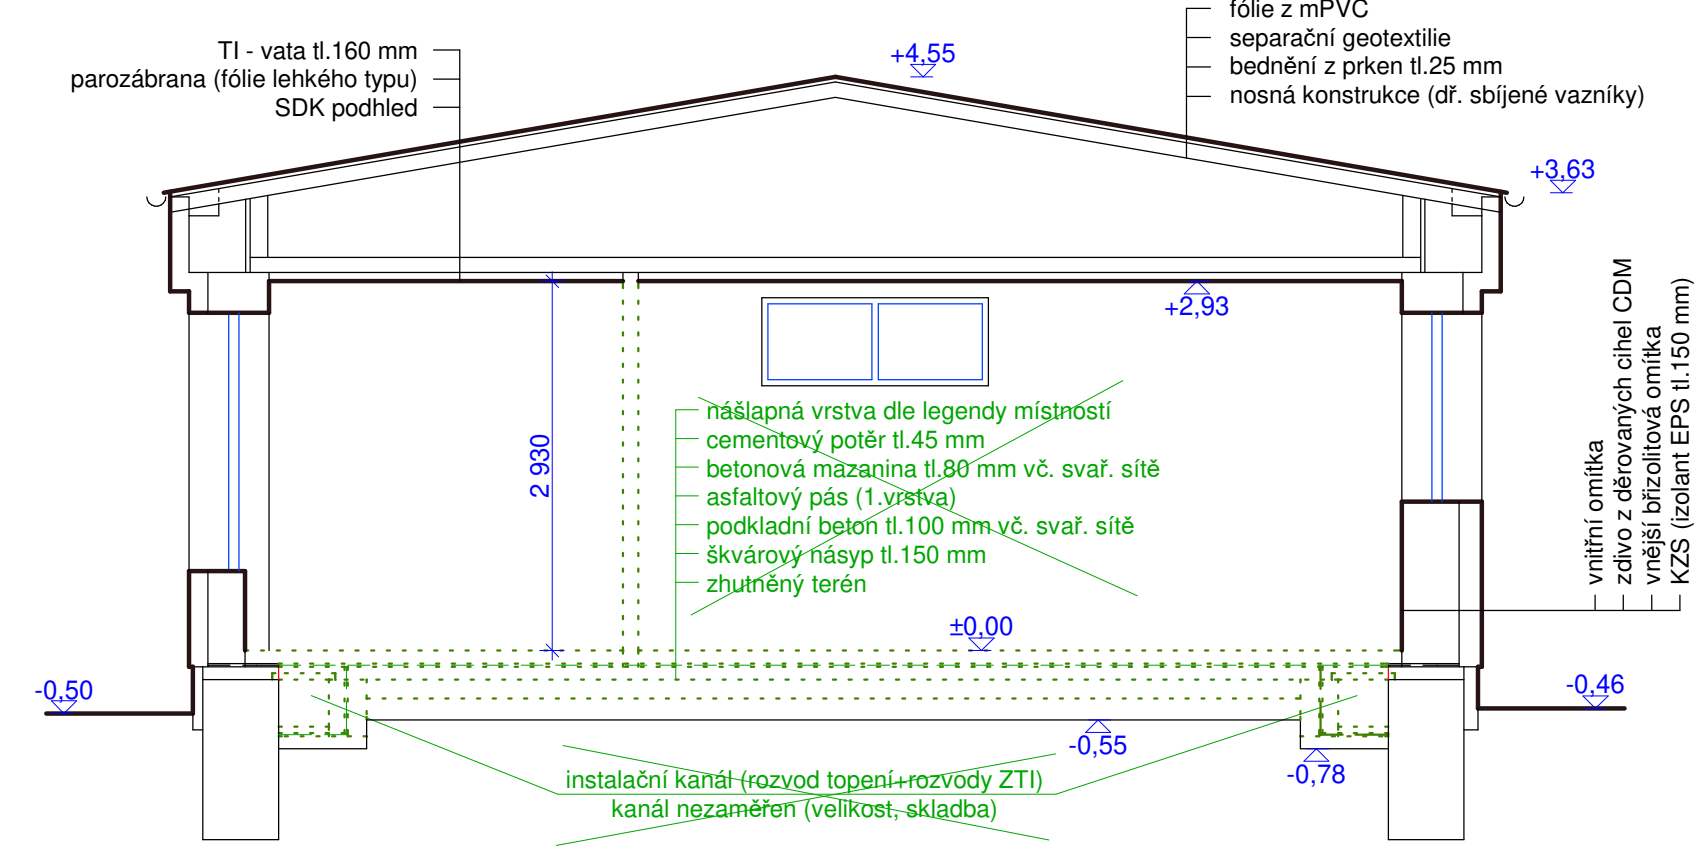 TI - vata tl.160 mm
parozábrana (fólie lehkého typu)
SDK podhled
+4,55
fólie z mPVC
separační geotextilie
bednění z prken tl.25 mm
nosná konstrukce (dř. sbíjené vazníky)
+3,63
+2,93
2 930
nášlapná vrstva dle legendy místností
cementový potěr tl.45 mm
betonová mazanina tl.80 mm vč. svař. sítě
asfaltový pás (1.vrstva)
podkladní beton tl.100 mm vč. svař. sítě
škvárový násyp tl.150 mm
zhutněný terén
vnitřní omítka
zdivo z děrovaných cihel CDM
vnější břizolitová omítka
KZS (izolant EPS tl.150 mm)
±0,00
-0,50
-0,46
-0,55
-0,78
instalační kanál (rozvod topení+rozvody ZTI)
kanál nezaměřen (velikost, skladba)